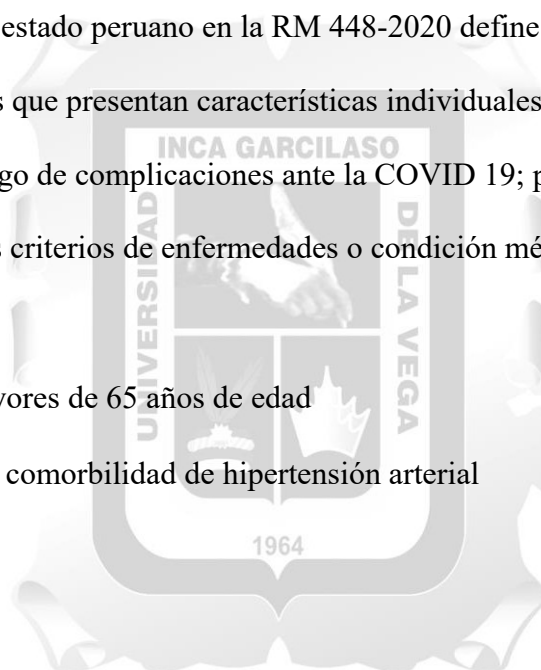 estado peruano en la RM 448-2020 define
s que presentan características individuales
INCA GARCILASO
go de complicaciones ante la COVID 19; p
s criterios de enfermedades o condición mé
UNIVERSIDAD
DE LA VEGA
yores de 65 años de edad
comorbilidad de hipertensión arterial
1964